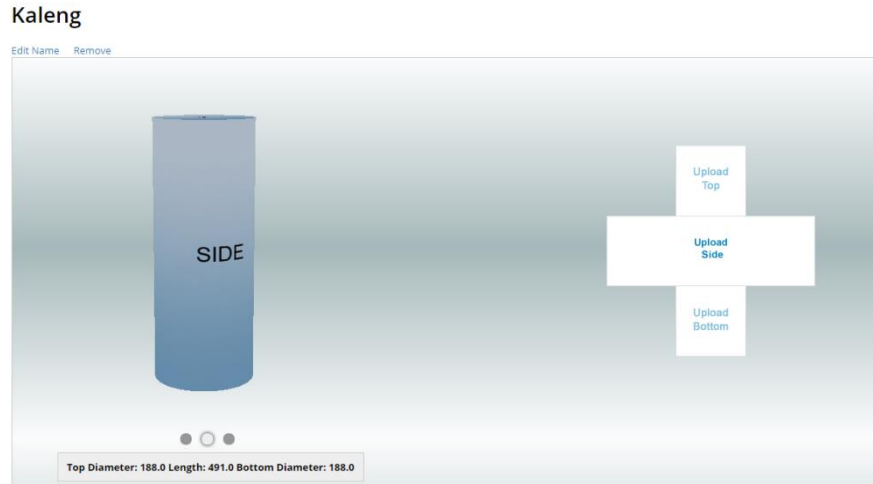 Kaleng
Edit Name Remove
SIDE
Upload
Top
Upload
Side
Upload
Bottom
Top Diameter: 188.0 Length: 491.0 Bottom Diameter: 188.0